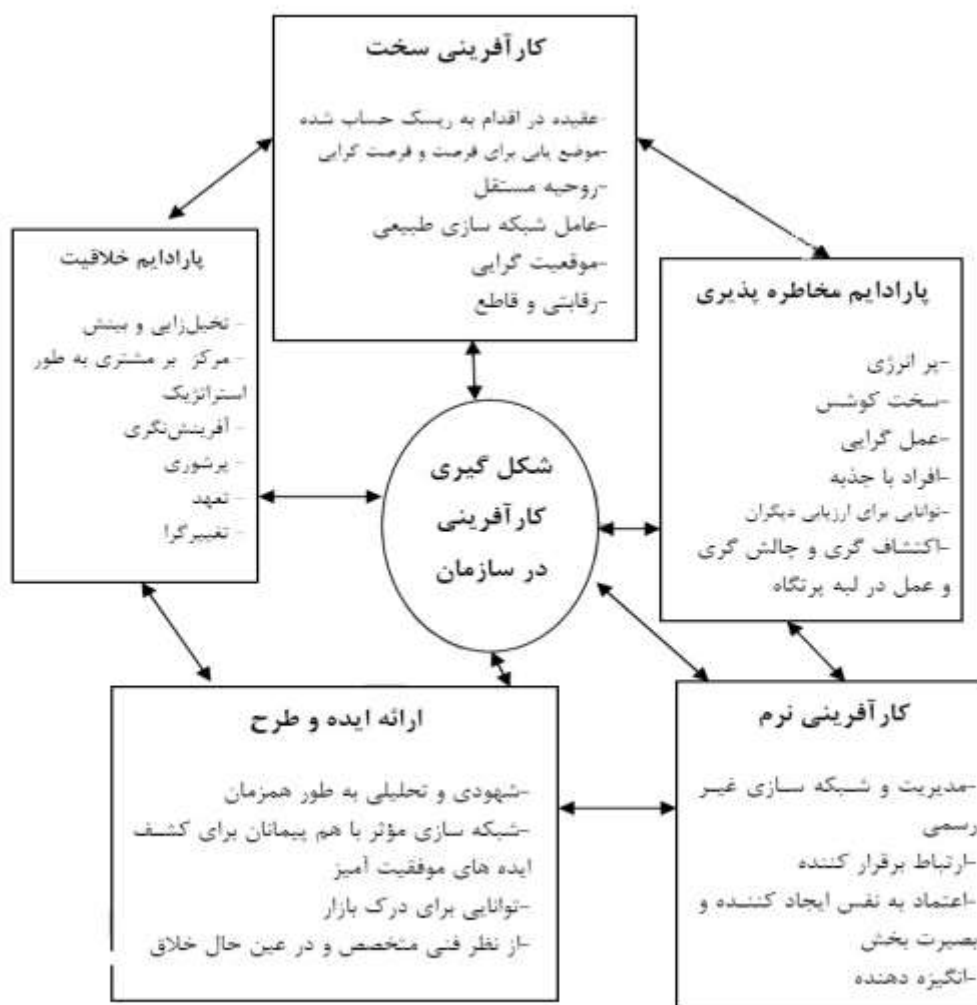 کارآفرینی سخت
-عقیده در اقدام به ریسک حساب شده
-موضع یابی برای فرصت و فرصت گرایی
-روحیه مستقل
-عامل شبکه سازی طبیعی
-موقعیت گرایی
-رقابتی و قاطع
پارادایم مخاطره پذیری
-پر انرژی
-سخت کوشی
-عمل گرایی
-افراد با جذبه
-توانایی برای ارزیابی دیگران
-اکتشاف گری و چالش گری
و عمل در لبه پرتگاه
پارادایم خلاقیت
- تخیل‌زایی و بینش
- مرکز بر مشتری به طور
استراتژیک
- آفرینش‌نگری
- پرشوری
- تعهد
- تغییرگرا
شکل گیری
کارآفرینی
در سازمان
کارآفرینی نرم
-مدیریت و شبکه سازی غیر
رسمی
-ارتباط برقرار کننده
-اعتماد به نفس ایجاد کننده و
بصیرت بخش
-انگیزه دهنده
ارائه ایده و طرح
-شهودی و تحلیلی به طور همزمان
-شبکه سازی مؤثر با هم پیمانان برای کشف
ایده های موفقیت آمیز
-توانایی برای درک بازار
-از نظر فنی متخصص و در عین حال خلاق